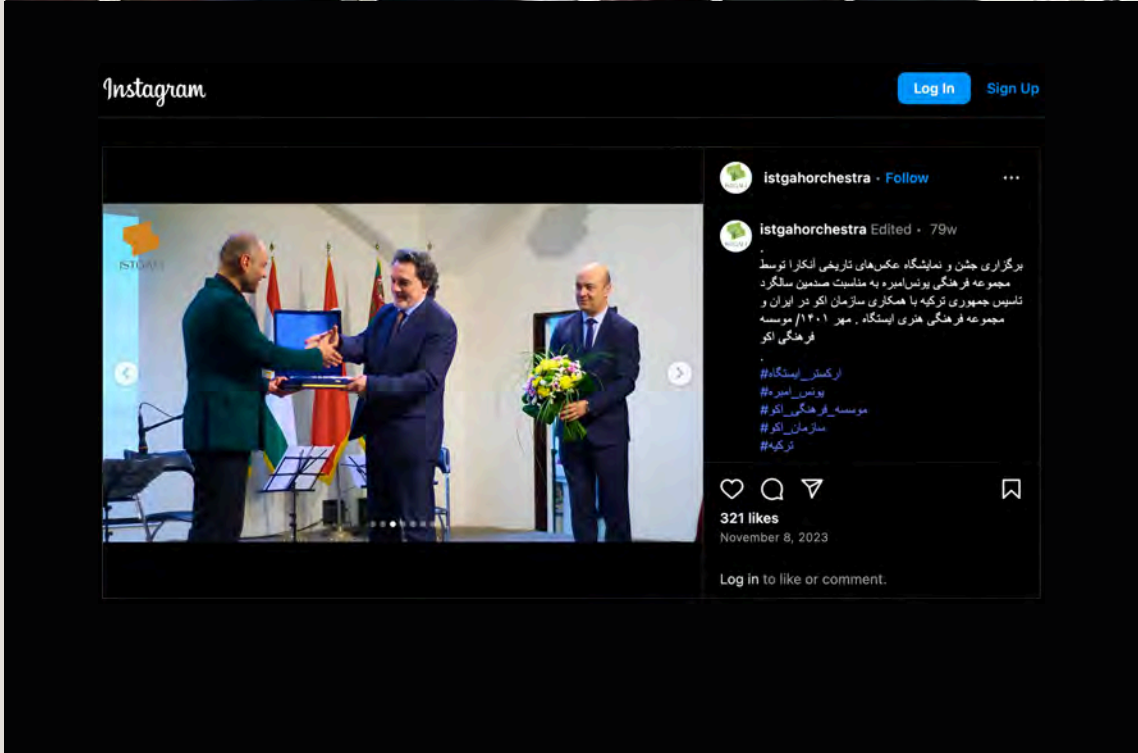 Instagram
Log In
Sign Up
ISTGAH
istgahorchestra · Follow
istgahorchestra Edited · 79w
.
برگزاری جشن و نمایشگاه عکس‌های تاریخی آنکارا توسط
مجموعه فرهنگی یونس‌امبره به مناسبت صدمین سالگرد
تاسیس جمهوری ترکیه با همکاری سازمان اکو در ایران و
مجموعه فرهنگی هنری ایستگاه . مهر ۱۴۰۱/ موسسه
فرهنگی اکو
.
#ارکستر_ایستگاه
#یونس_امبره
#موسسه_فرهنگی_اکو
#سازمان_اکو
#ترکیه
321 likes
November 8, 2023
Log in to like or comment.